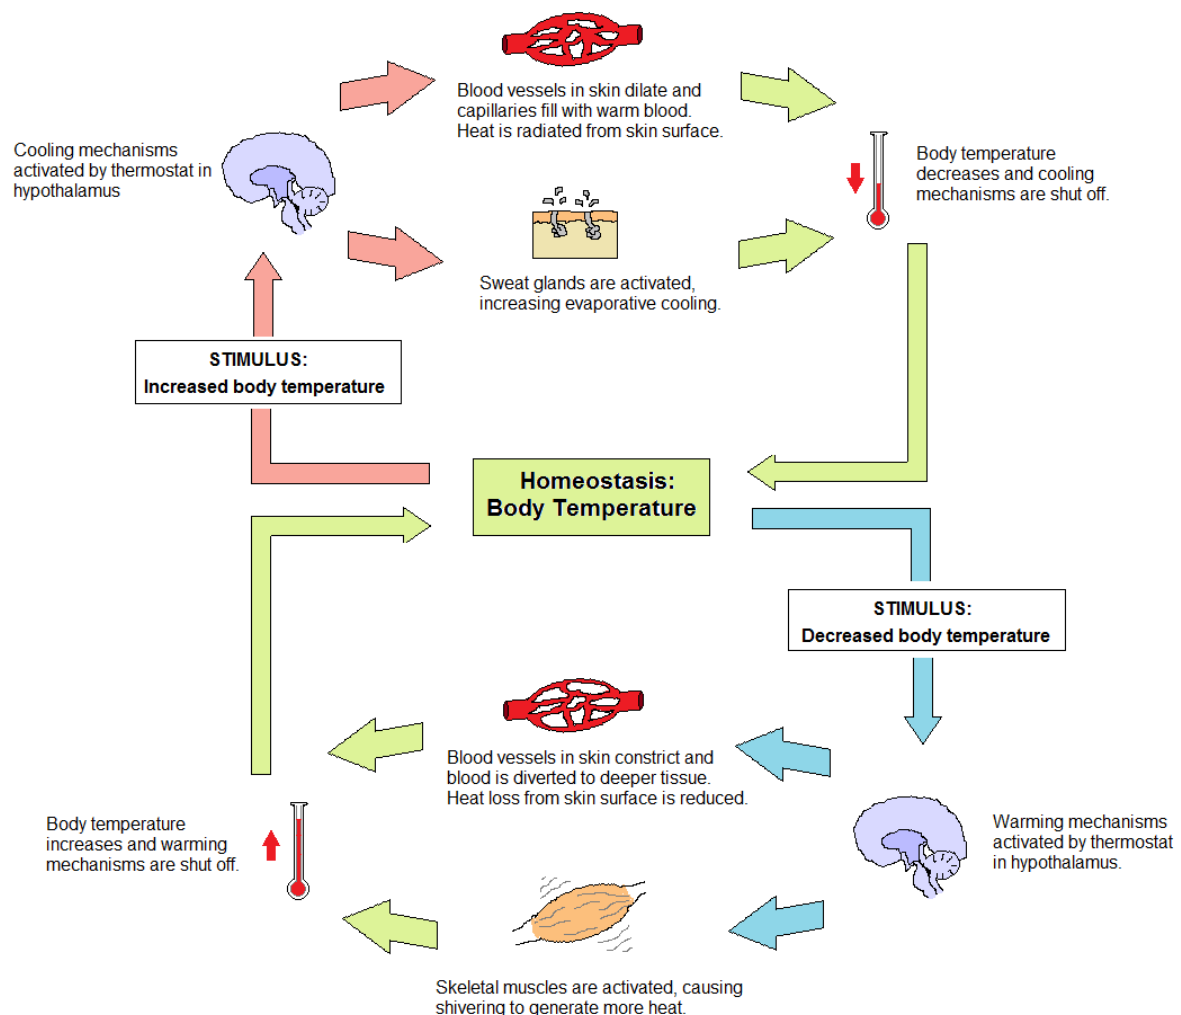 Blood vessels in skin dilate and
capillaries fill with warm blood.
Heat is radiated from skin surface.
Cooling mechanisms
activated by thermostat in
hypothalamus
Body temperature
decreases and cooling
mechanisms are shut off.
Sweat glands are activated,
increasing evaporative cooling.
STIMULUS:
Increased body temperature
Homeostasis:
Body Temperature
STIMULUS:
Decreased body temperature
Blood vessels in skin constrict and
blood is diverted to deeper tissue.
Heat loss from skin surface is reduced.
Body temperature
increases and warming
mechanisms are shut off.
Warming mechanisms
activated by thermostat
in hypothalamus.
Skeletal muscles are activated, causing
shivering to generate more heat.